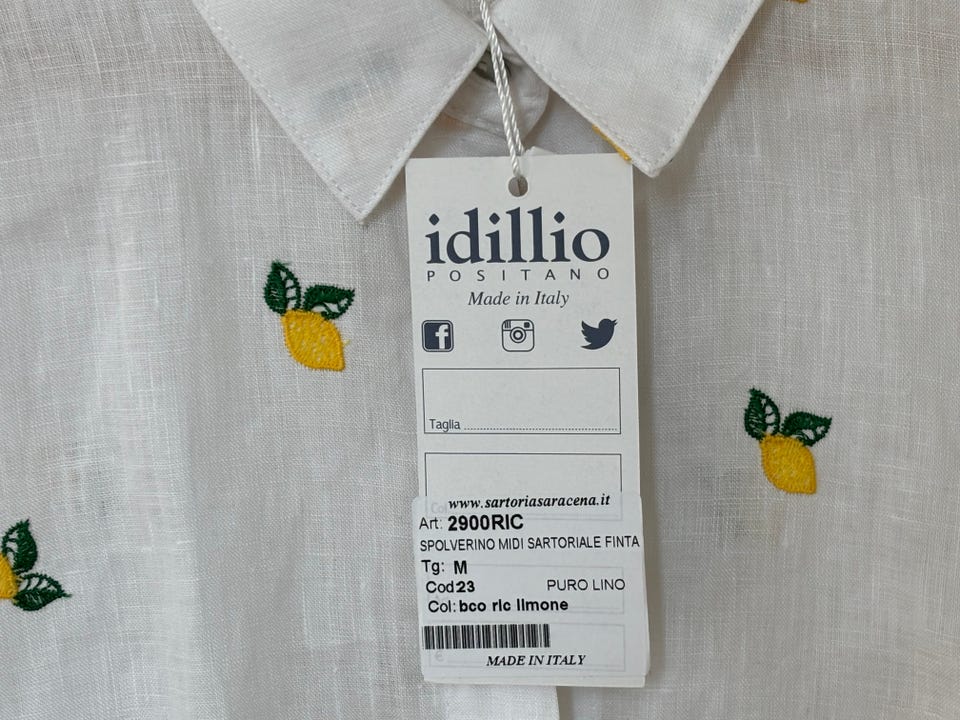 idillio
POSITANO
Made in Italy
f
Taglia
www.sartoriasaracena.it
Art: 2900RIC
SPOLVERINO MIDI SARTORIALE FINTA
Tg: M
Cod 23 PURO LINO
Col: bco ric limone
MADE IN ITALY